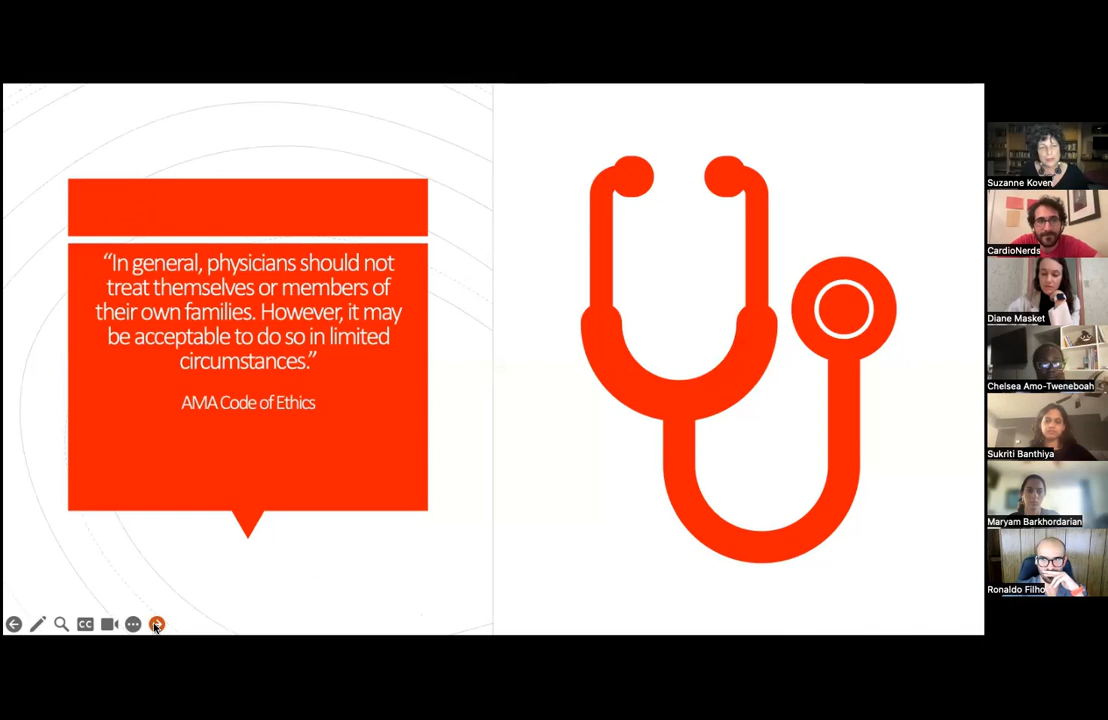 “In general, physicians should not
treat themselves or members of
their own families. However, it may
be acceptable to do so in limited
circumstances.”
AMA Code of Ethics
CC
Suzanne Koven
CardioNerds
Diane Masket
Chelsea Amo-Tweneboah
Sukriti Banthiya
Maryam Barkhordarian
Ronaldo Filho